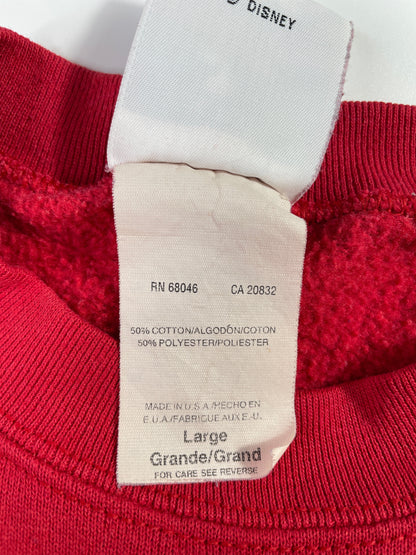 DISNEY
RN 68046 CA 20832
50% COTTON/ALGODÓN/COTON
50% POLYESTER/POLIESTER
MADE IN U.S.A./HECHO EN
E.U.A./FABRIQUE AUX E.-U.
Large
Grande/Grand
FOR CARE SEE REVERSE